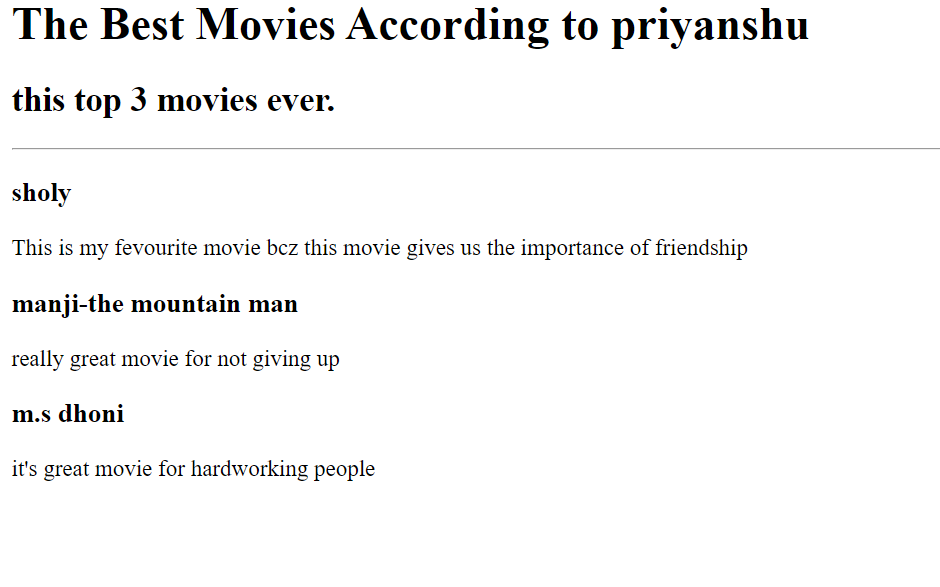 The Best Movies According to priyanshu
this top 3 movies ever.
sholy
This is my fevourite movie bcz this movie gives us the importance of friendship
manji-the mountain man
really great movie for not giving up
m.s dhoni
it's great movie for hardworking people